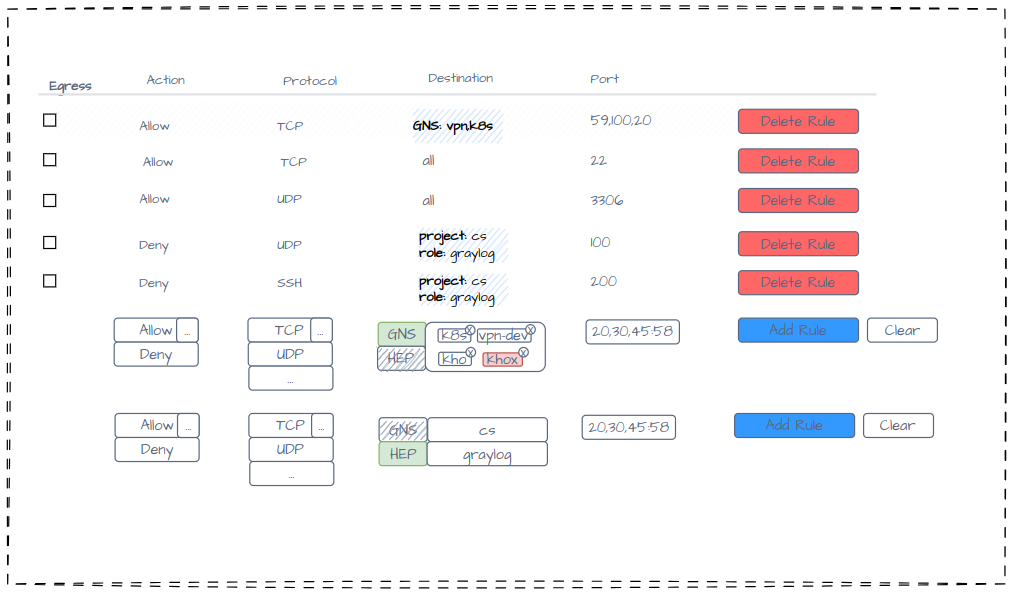 Egress Action Protocol Destination Port
Allow TCP GNS: vpn,k8s 59,100,20 Delete Rule
Allow TCP all 22 Delete Rule
Allow UDP all 3306 Delete Rule
Deny UDP project: cs 100 Delete Rule
role: graylog
Deny SSH project: cs 200 Delete Rule
role: graylog
Allow ... TCP ... GNS k8s x vpn-dev x 20,30,45:58 Add Rule Clear
Deny UDP HEP Kho x Khox x
...
Allow ... TCP ... GNS cs 20,30,45:58 Add Rule Clear
Deny UDP HEP graylog
...